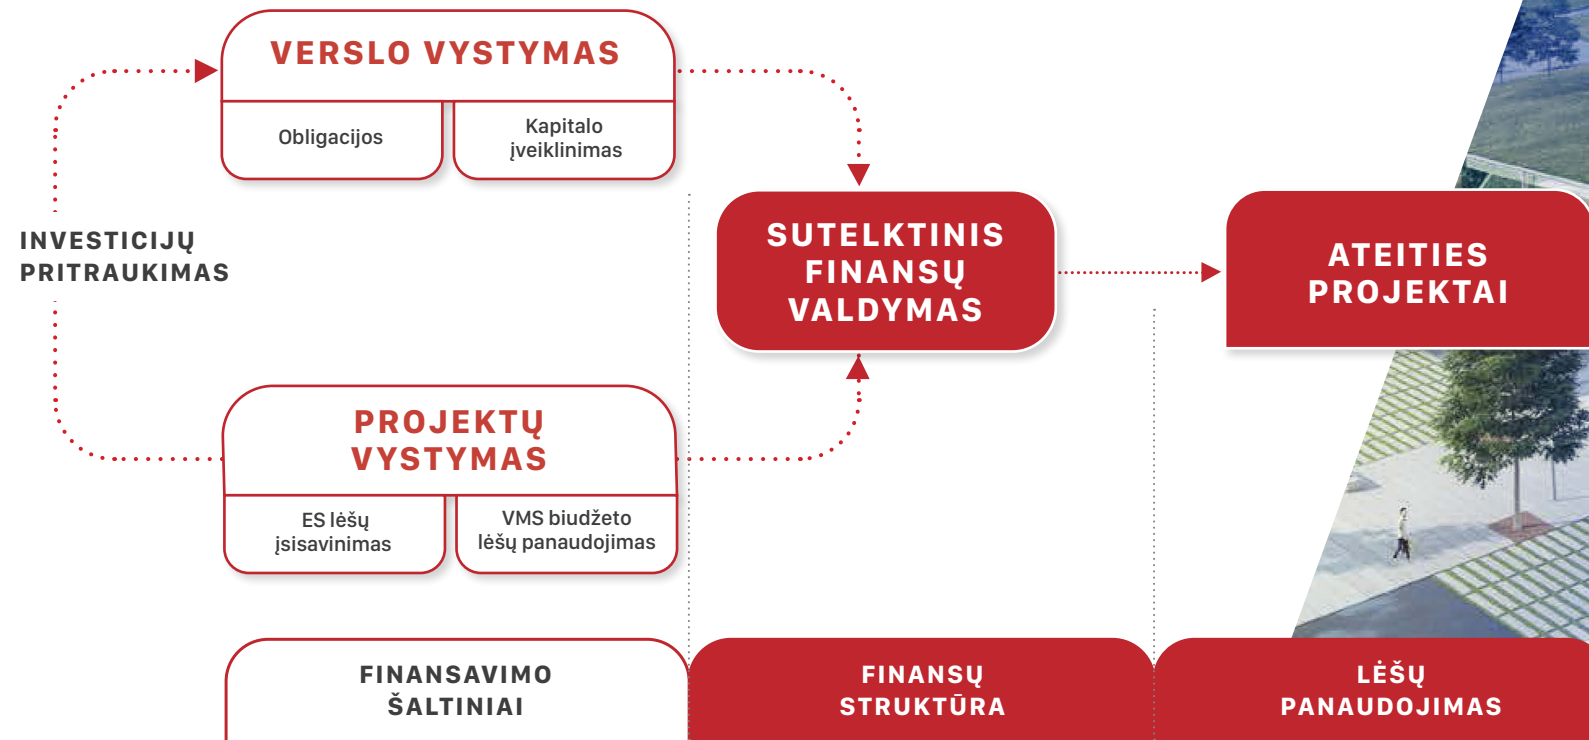 VERSLO VYSTYMAS
Obligacijos
Kapitalo
įveiklinimas
INVESTICIJŲ
PRITRAUKIMAS
SUTELKTINIS
FINANSŲ
VALDYMAS
ATEITIES
PROJEKTAI
PROJEKTŲ
VYSTYMAS
ES lėšų
įsisavinimas
VMS biudžeto
lėšų panaudojimas
FINANSAVIMO
ŠALTINIAI
FINANSŲ
STRUKTŪRA
LĖŠŲ
PANAUDOJIMAS